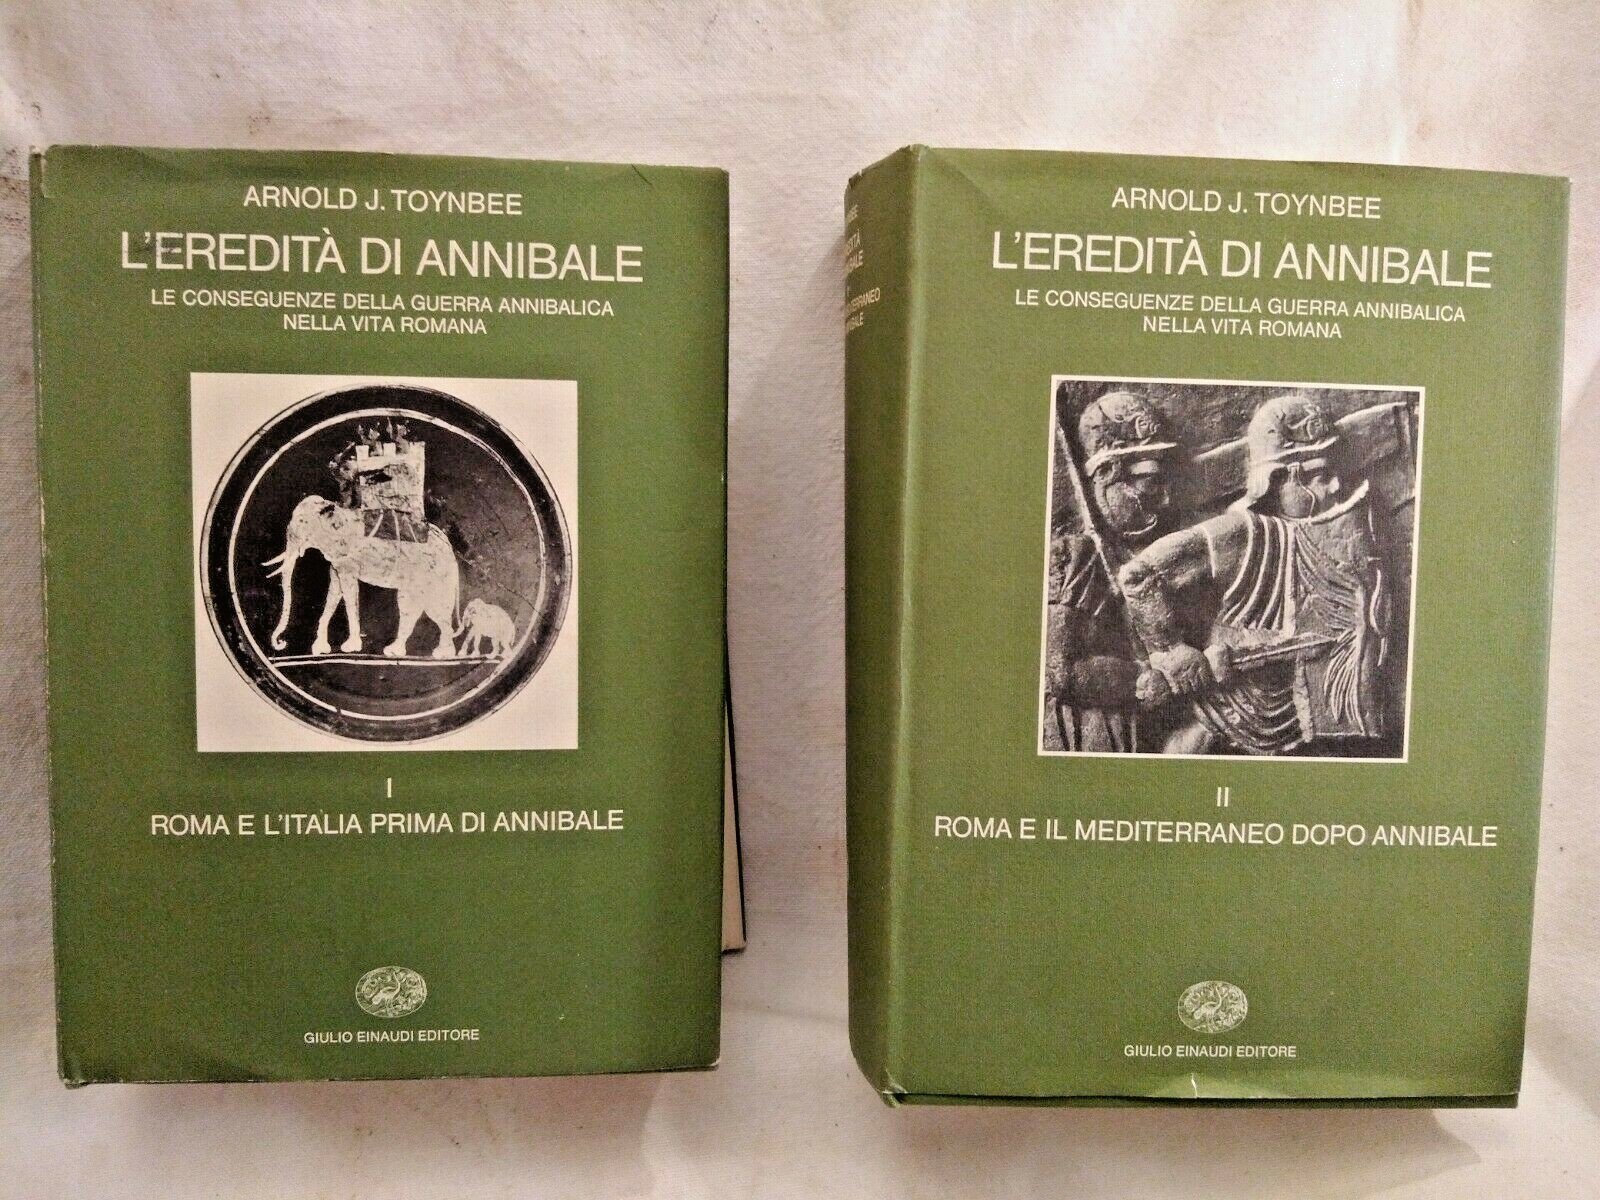 ARNOLD J. TOYNBEE
L'EREDITÀ DI ANNIBALE
LE CONSEGUENZE DELLA GUERRA ANNIBALICA
NELLA VITA ROMANA
I
ROMA E L'ITALIA PRIMA DI ANNIBALE
GIULIO EINAUDI EDITORE
ARNOLD J. TOYNBEE
L'EREDITÀ DI ANNIBALE
LE CONSEGUENZE DELLA GUERRA ANNIBALICA
NELLA VITA ROMANA
II
ROMA E IL MEDITERRANEO DOPO ANNIBALE
GIULIO EINAUDI EDITORE